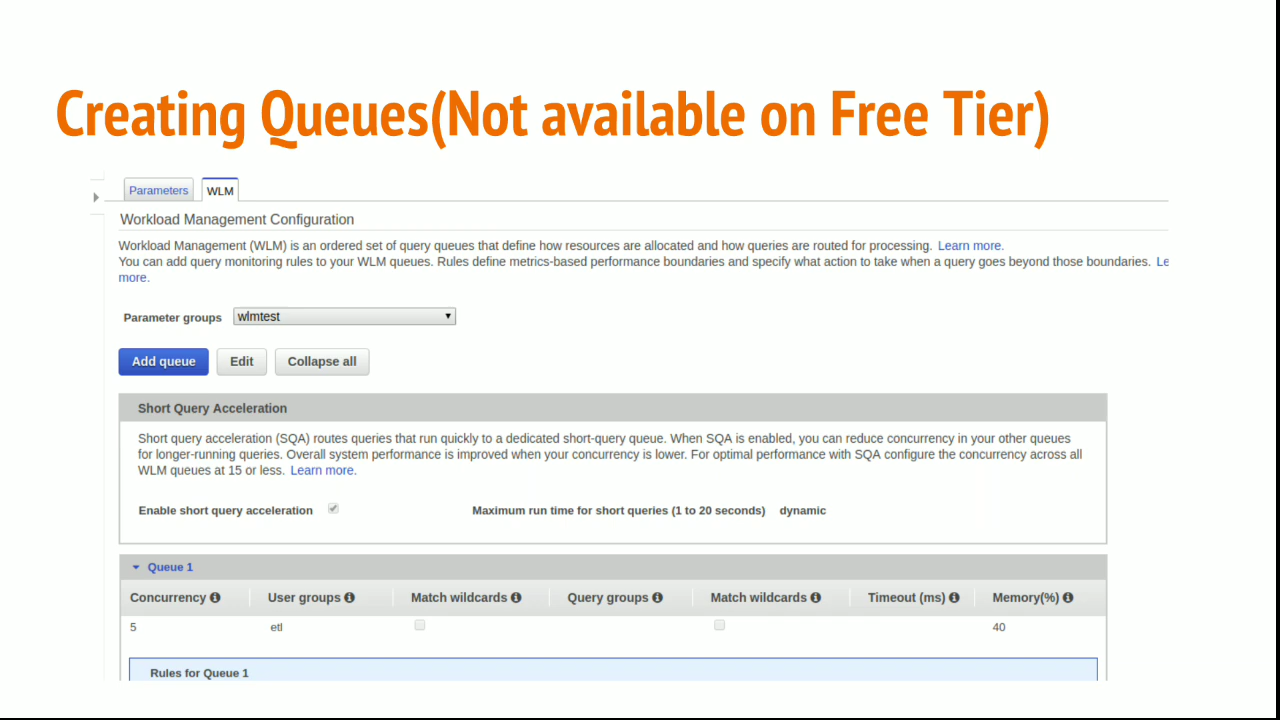 Creating Queues(Not available on Free Tier)
Parameters WLM
Workload Management Configuration
Workload Management (WLM) is an ordered set of query queues that define how resources are allocated and how queries are routed for processing. Learn more.
You can add query monitoring rules to your WLM queues. Rules define metrics-based performance boundaries and specify what action to take when a query goes beyond those boundaries. Le
more.
Parameter groups wlmtest
Add queue Edit Collapse all
Short Query Acceleration
Short query acceleration (SQA) routes queries that run quickly to a dedicated short-query queue. When SQA is enabled, you can reduce concurrency in your other queues
for longer-running queries. Overall system performance is improved when your concurrency is lower. For optimal performance with SQA configure the concurrency across all
WLM queues at 15 or less. Learn more.
Enable short query acceleration Maximum run time for short queries (1 to 20 seconds) dynamic
Queue 1
Concurrency User groups Match wildcards Query groups Match wildcards Timeout (ms) Memory(%)
5 etl 40
Rules for Queue 1